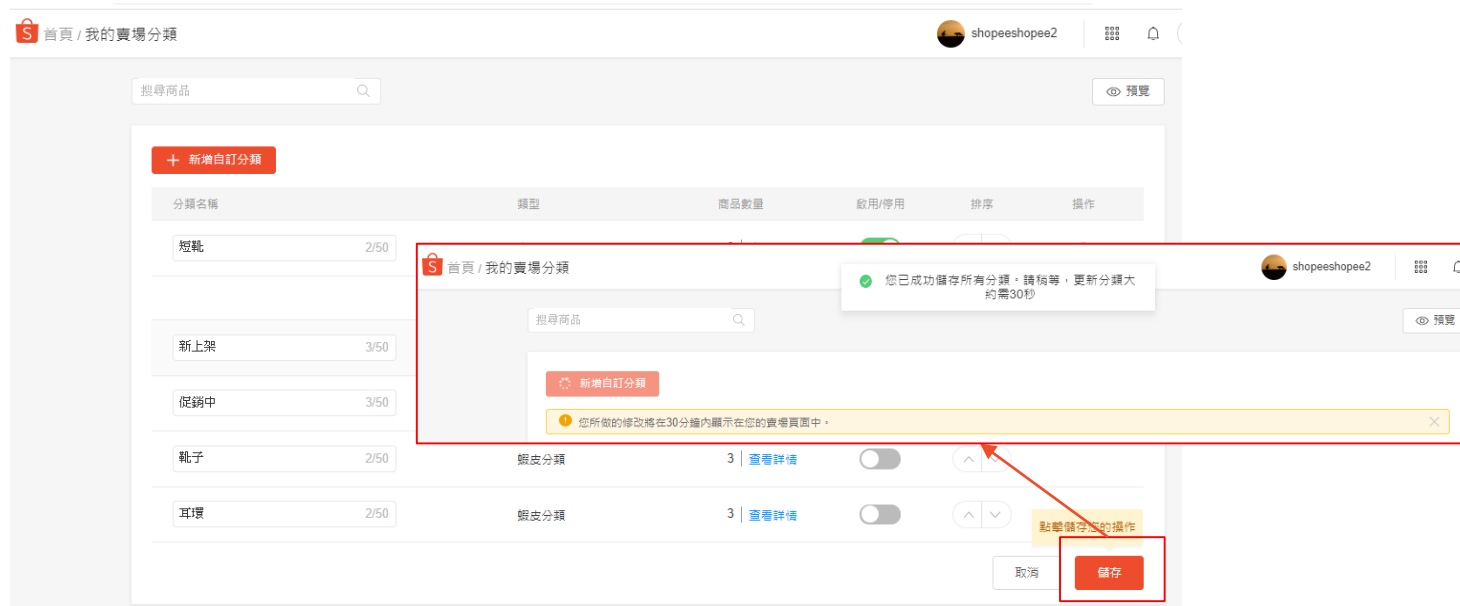 首頁 / 我的賣場分類
shopeeshopee2
搜尋商品
預覽
新增自訂分類
分類名稱 類型 商品數量 啟用/停用 排序 操作
短靴 2/50
首頁 / 我的賣場分類
您已成功儲存所有分類。請稍等,更新分類大
約需30秒
shopeeshopee2
搜尋商品
預覽
新增自訂分類
您所做的修改將在30分鐘內顯示在您的賣場頁面中。
新上架 3/50
促銷中 3/50
靴子 2/50 蝦皮分類 3 查看詳情
耳環 2/50 蝦皮分類 3 查看詳情
點擊儲存您的操作
取消 儲存